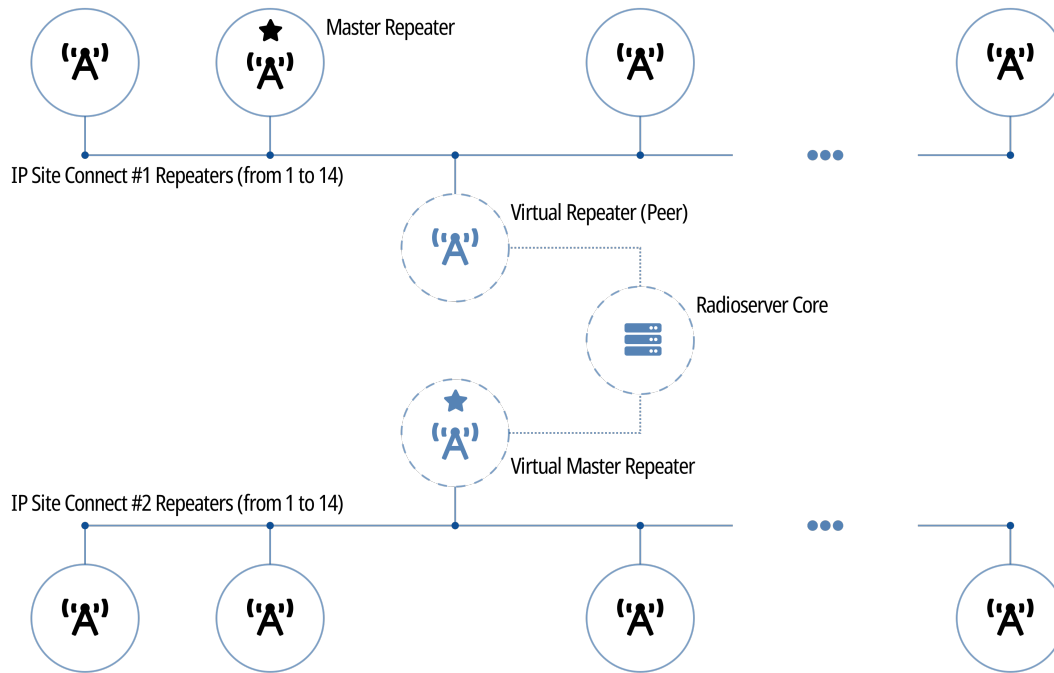 Master Repeater
IP Site Connect #1 Repeaters (from 1 to 14)
Virtual Repeater (Peer)
Radioserver Core
Virtual Master Repeater
IP Site Connect #2 Repeaters (from 1 to 14)